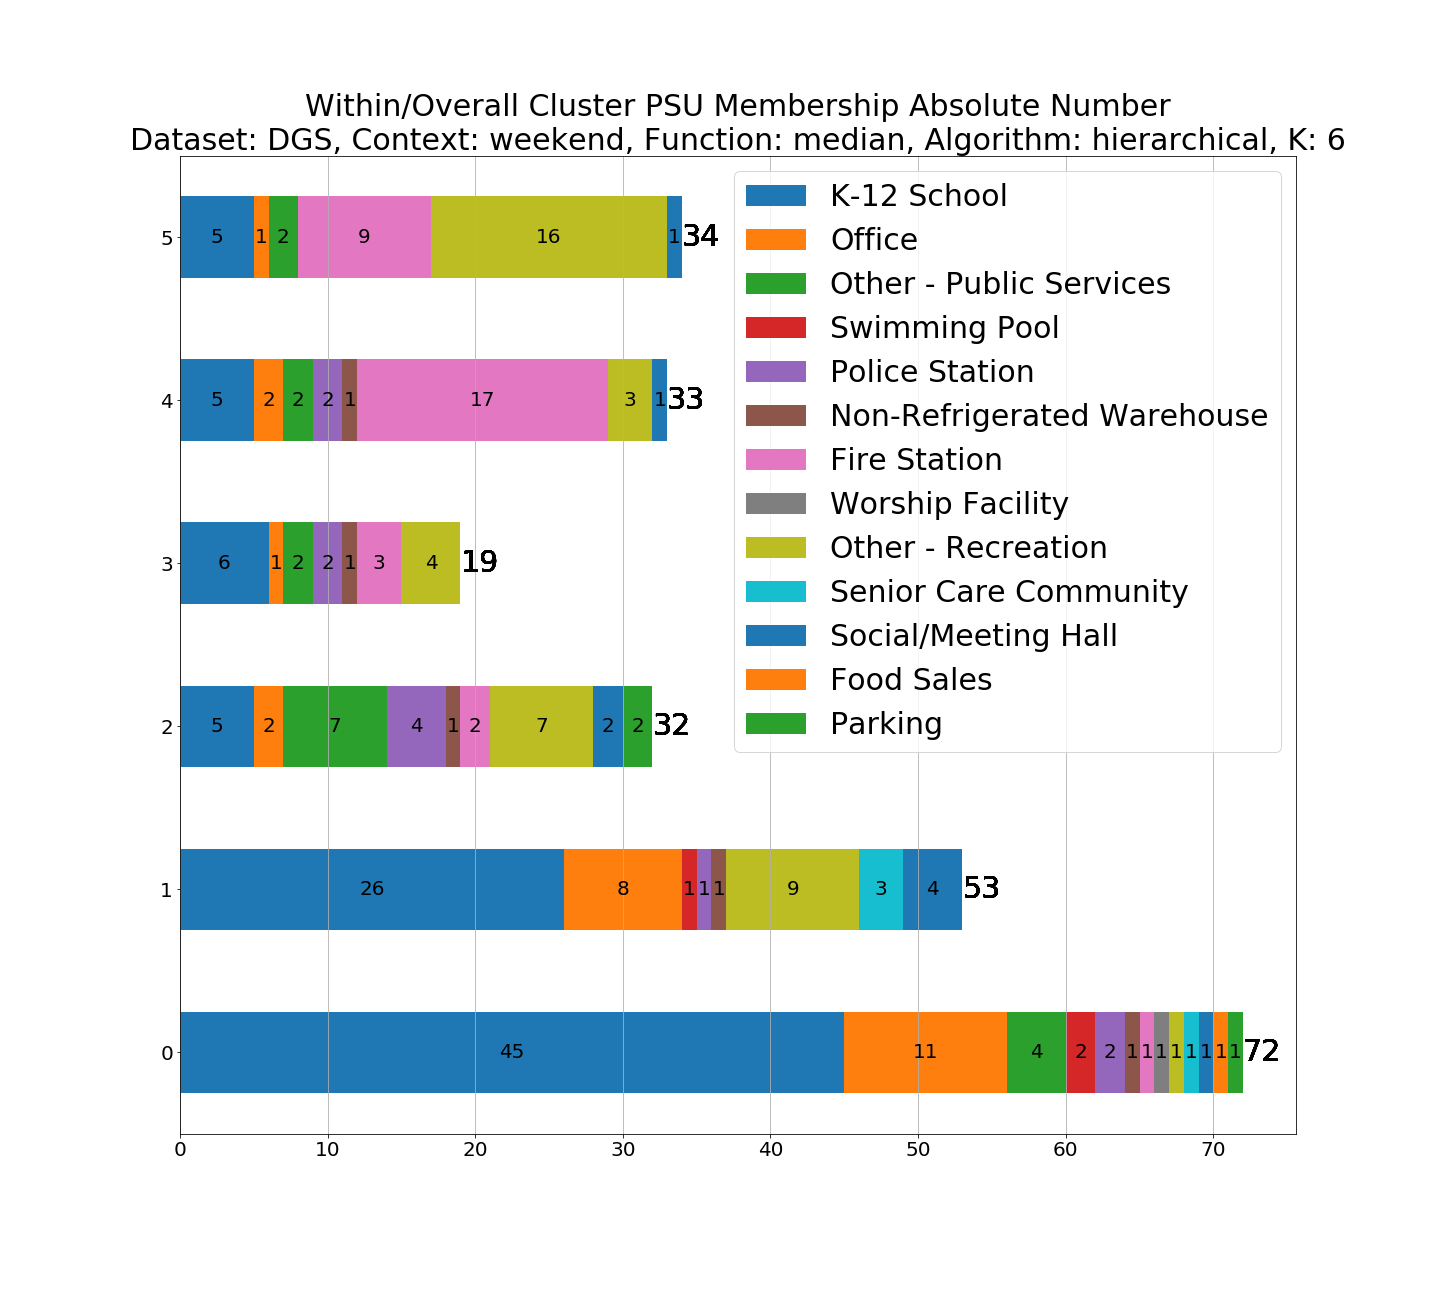 Within/Overall Cluster PSU Membership Absolute Number
Dataset: DGS, Context: weekend, Function: median, Algorithm: hierarchical, K: 6
5 5 1 2 9 16 1 34
4 5 2 2 2 1 17 3 1 33
3 6 1 2 2 1 3 4 19
2 5 2 7 4 1 2 7 2 2 32
1 26 8 1 1 1 9 3 4 53
0 45 11 4 2 2 1 1 1 1 1 1 1 1 72
0 10 20 30 40 50 60 70
K-12 School
Office
Other - Public Services
Swimming Pool
Police Station
Non-Refrigerated Warehouse
Fire Station
Worship Facility
Other - Recreation
Senior Care Community
Social/Meeting Hall
Food Sales
Parking